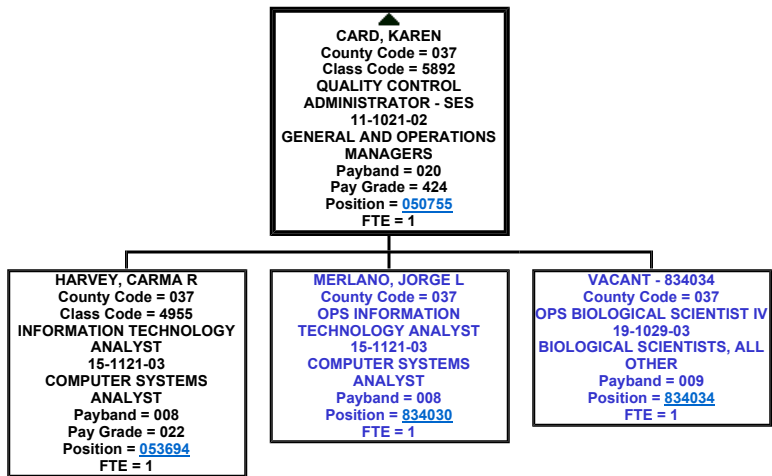 CARD, KAREN
County Code = 037
Class Code = 5892
QUALITY CONTROL
ADMINISTRATOR - SES
11-1021-02
GENERAL AND OPERATIONS
MANAGERS
Payband = 020
Pay Grade = 424
Position = 050755
FTE = 1
HARVEY, CARMA R
County Code = 037
Class Code = 4955
INFORMATION TECHNOLOGY
ANALYST
15-1121-03
COMPUTER SYSTEMS
ANALYST
Payband = 008
Pay Grade = 022
Position = 053694
FTE = 1
MERLANO, JORGE L
County Code = 037
OPS INFORMATION
TECHNOLOGY ANALYST
15-1121-03
COMPUTER SYSTEMS
ANALYST
Payband = 008
Position = 834030
FTE = 1
VACANT - 834034
County Code = 037
OPS BIOLOGICAL SCIENTIST IV
19-1029-03
BIOLOGICAL SCIENTISTS, ALL
OTHER
Payband = 009
Position = 834034
FTE = 1